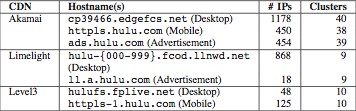 CDN Hostname(s) # IPs Clusters
Akamai cp39466.edgefcs.net (Desktop) 1178 40
httpls.hulu.com (Mobile) 450 38
ads.hulu.com (Advertisement) 454 39
Limelight hulu-{000-999}.fcod.llnwd.net 868 9
(Desktop)
ll.a.hulu.com (Advertisement) 18 9
Level3 hulufs.fplive.net (Desktop) 48 10
httpls-1.hulu.com (Mobile) 125 10